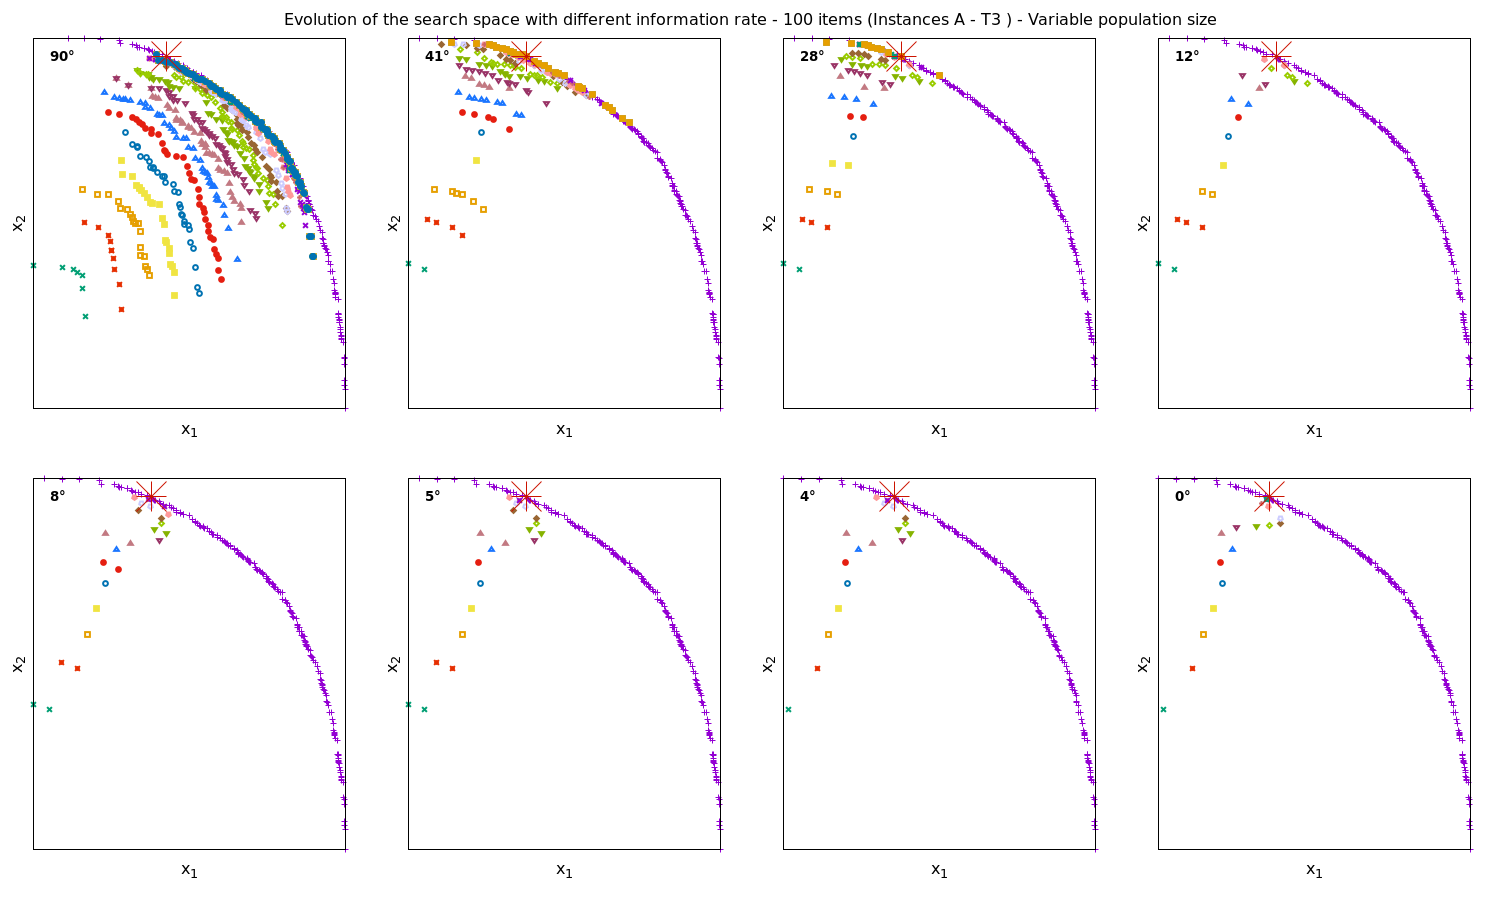 Evolution of the search space with different information rate - 100 items (Instances A - T3 ) - Variable population size
90° 41° 28° 12°
x2 x2 x2 x2
x1 x1 x1 x1
8° 5° 4° 0°
x2 x2 x2 x2
x1 x1 x1 x1